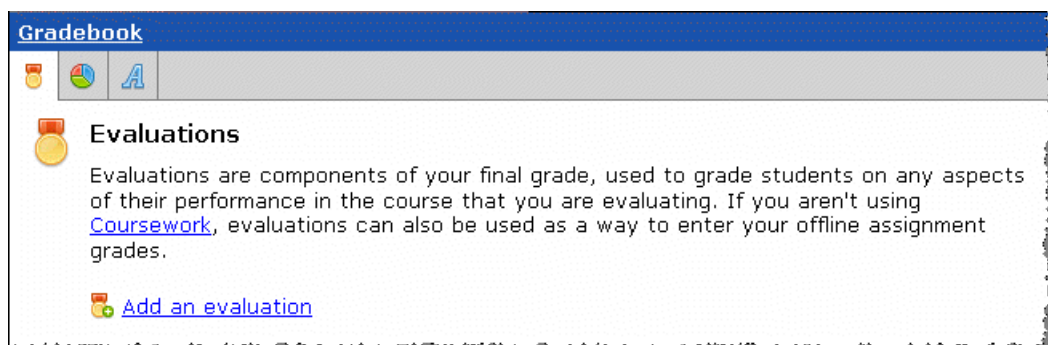 Gradebook
Evaluations
Evaluations are components of your final grade, used to grade students on any aspects
of their performance in the course that you are evaluating. If you aren't using
Coursework, evaluations can also be used as a way to enter your offline assignment
grades.
Add an evaluation